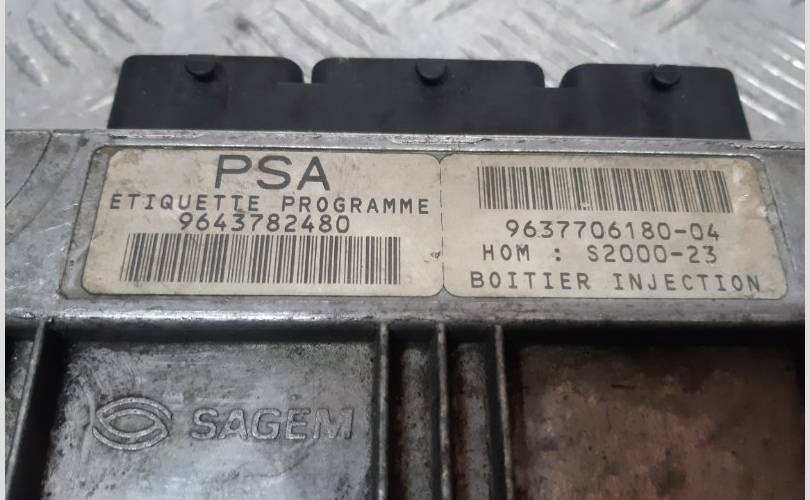 PSA
ETIQUETTE PROGRAMME
9643782480
9637706180-04
HOM : S2000-23
BOITIER INJECTION
SAGEM